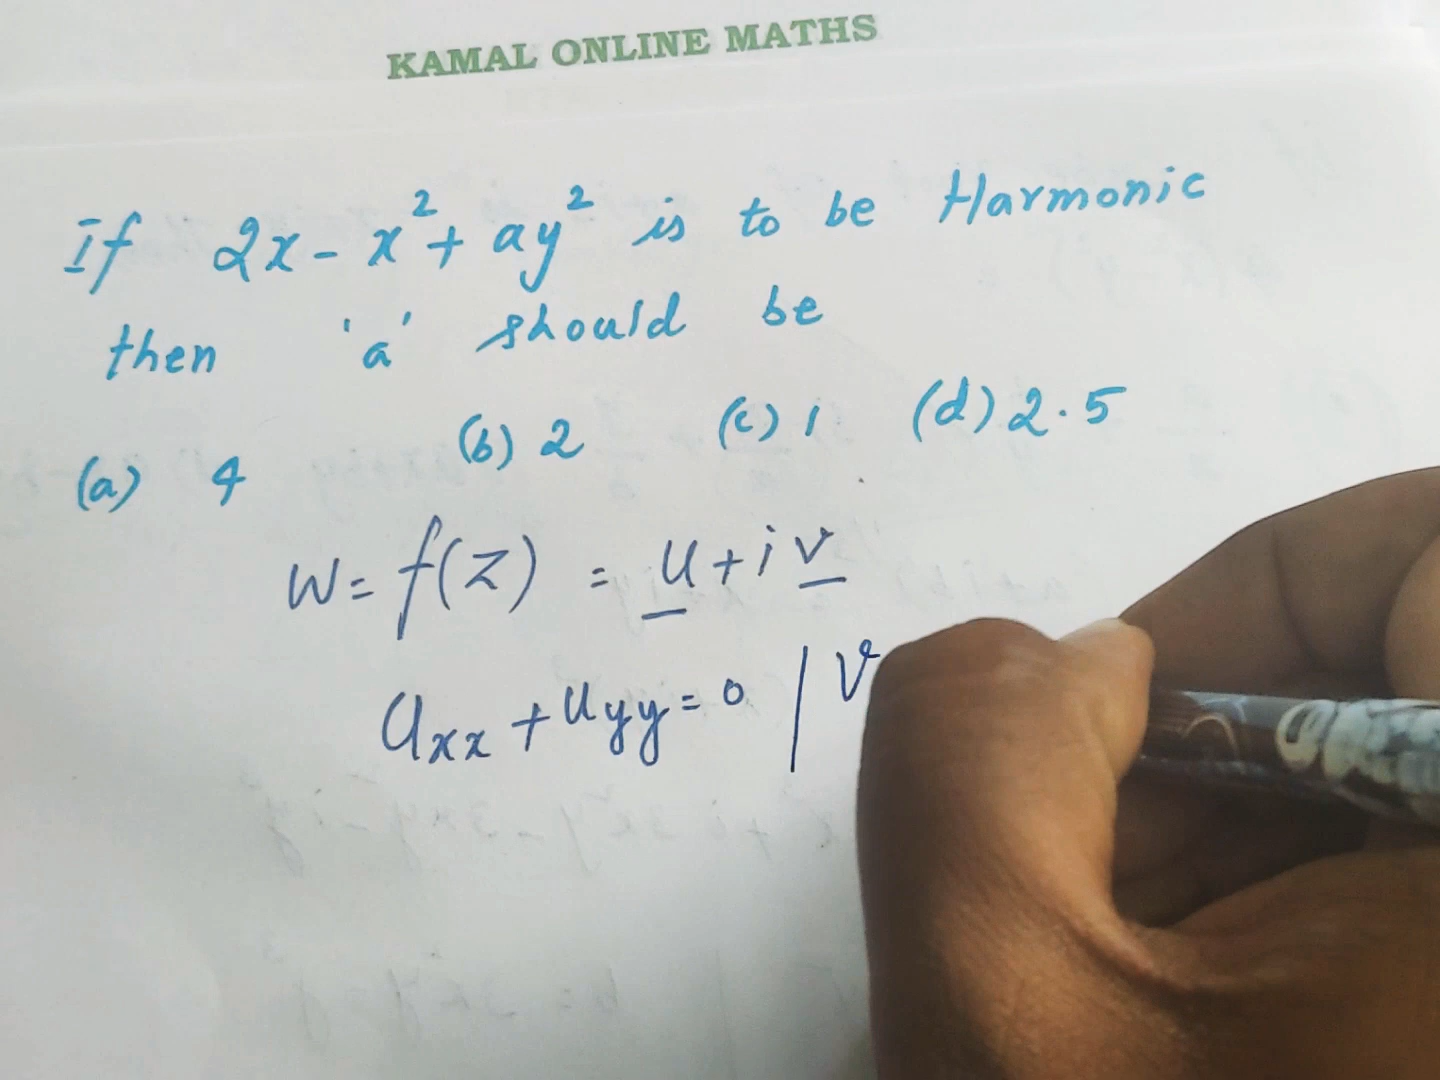 KAMAL ONLINE MATHS
If 2x - x² + ay² is to be Harmonic
then 'a' should be
(a) 4 (b) 2 (c) 1 (d) 2.5
W = f(z) = u + iv
Uxx + Uyy = 0 | V